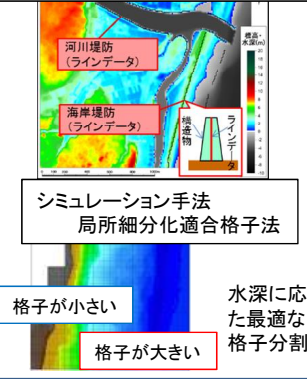 河川堤防
(ラインデータ)
標高・
水深(m)
海岸堤防
(ラインデータ)
構造物
ラインデータ
シミュレーション手法
局所細分化適合格子法
格子が小さい
格子が大きい
水深に応
た最適な
格子分割